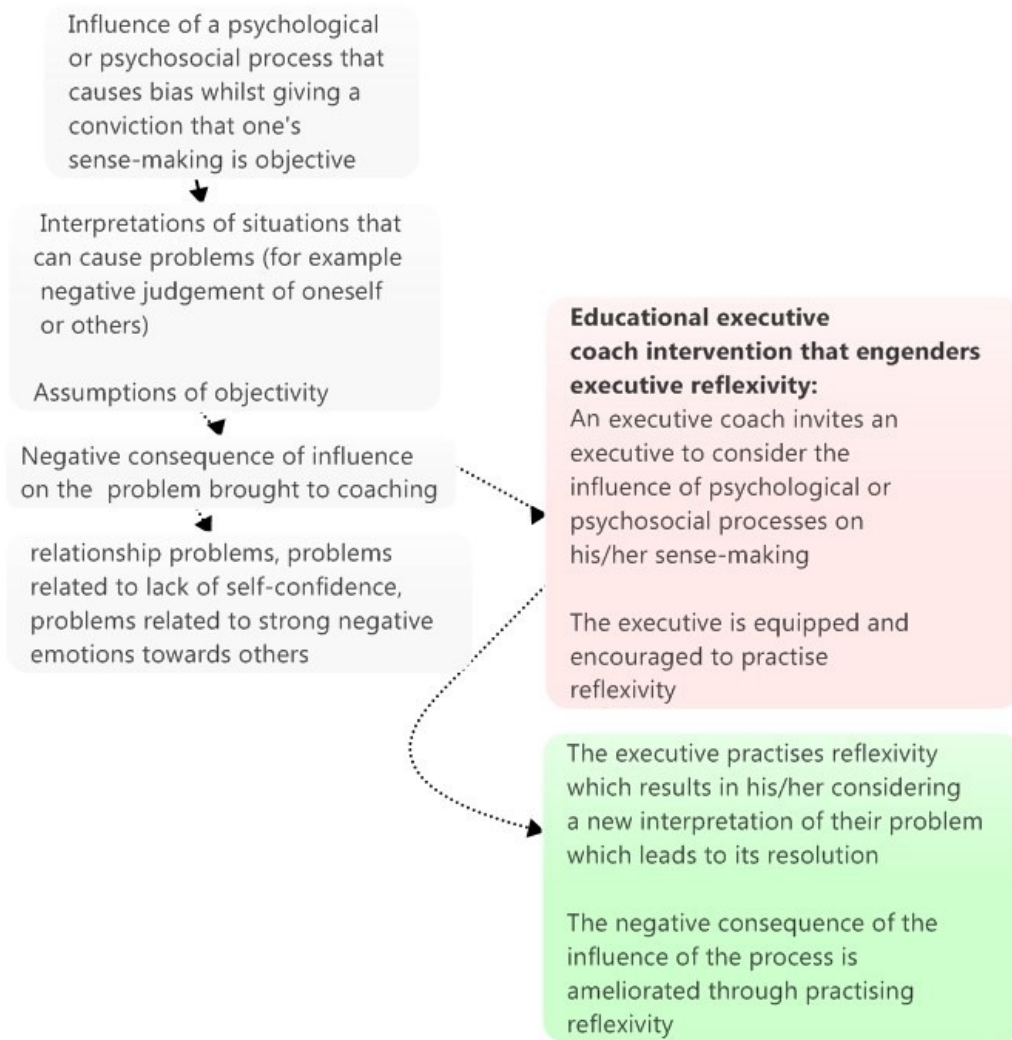 Influence of a psychological
or psychosocial process that
causes bias whilst giving a
conviction that one's
sense-making is objective
Interpretations of situations that
can cause problems (for example
negative judgement of oneself
or others)
Assumptions of objectivity
Negative consequence of influence
on the problem brought to coaching
relationship problems, problems
related to lack of self-confidence,
problems related to strong negative
emotions towards others
Educational executive
coach intervention that engenders
executive reflexivity:
An executive coach invites an
executive to consider the
influence of psychological or
psychosocial processes on
his/her sense-making
The executive is equipped and
encouraged to practise
reflexivity
The executive practises reflexivity
which results in his/her considering
a new interpretation of their problem
which leads to its resolution
The negative consequence of the
influence of the process is
ameliorated through practising
reflexivity